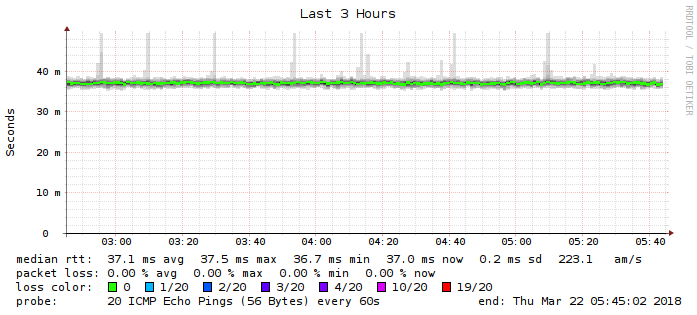 Last 3 Hours
RRDTOOL / TOBI OETIKER
Seconds
40 m
30 m
20 m
10 m
0
03:00 03:20 03:40 04:00 04:20 04:40 05:00 05:20 05:40
median rtt: 37.1 ms avg 37.5 ms max 36.7 ms min 37.0 ms now 0.2 ms sd 223.1 am/s
packet loss: 0.00 % avg 0.00 % max 0.00 % min 0.00 % now
loss color: 0 1/20 2/20 3/20 4/20 10/20 19/20
probe: 20 ICMP Echo Pings (56 Bytes) every 60s end: Thu Mar 22 05:45:02 2018